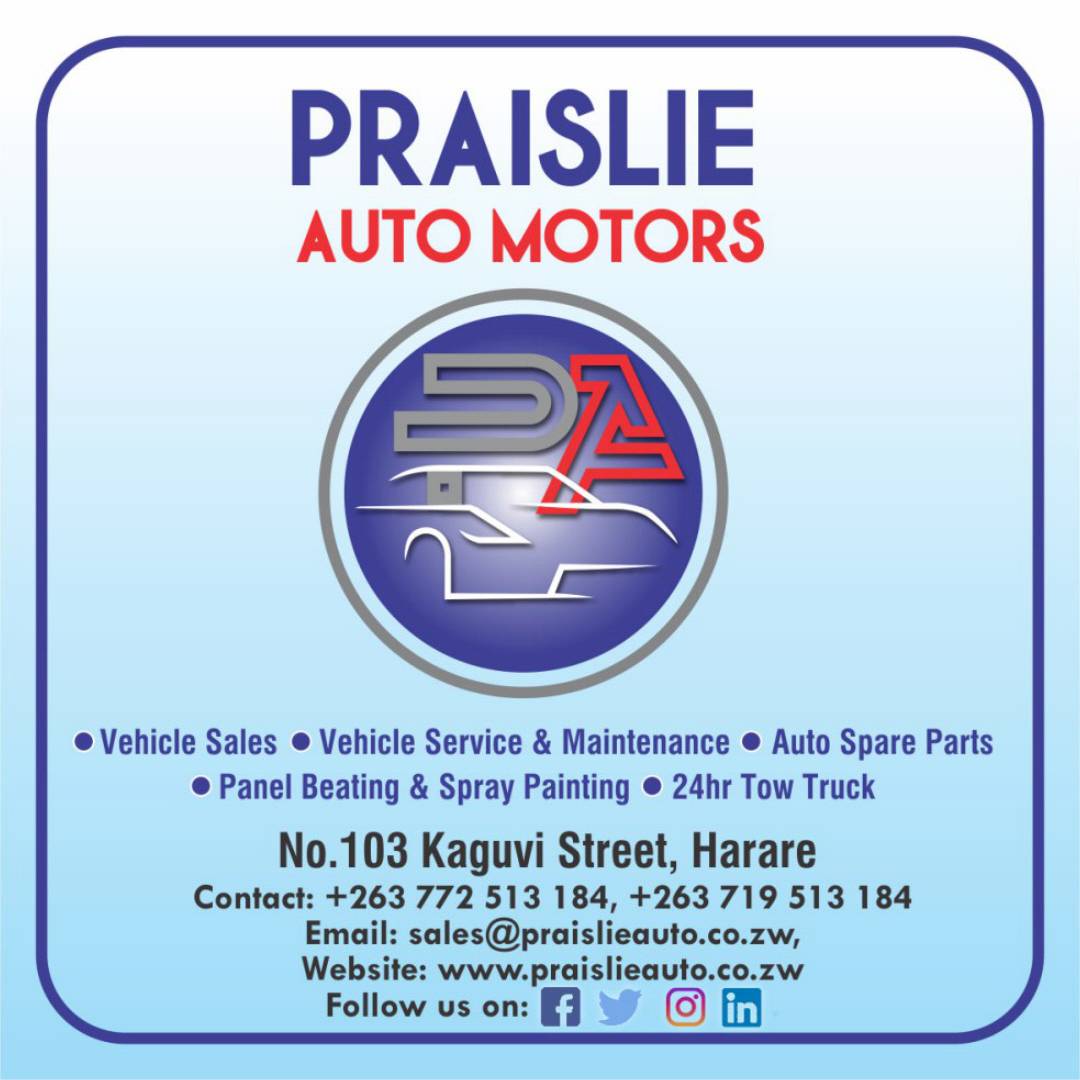 PRAISLIE
AUTO MOTORS
PA
● Vehicle Sales ● Vehicle Service & Maintenance ● Auto Spare Parts
● Panel Beating & Spray Painting ● 24hr Tow Truck
No.103 Kaguvi Street, Harare
Contact: +263 772 513 184, +263 719 513 184
Email: sales@praislieauto.co.zw,
Website: www.praislieauto.co.zw
Follow us on: f in